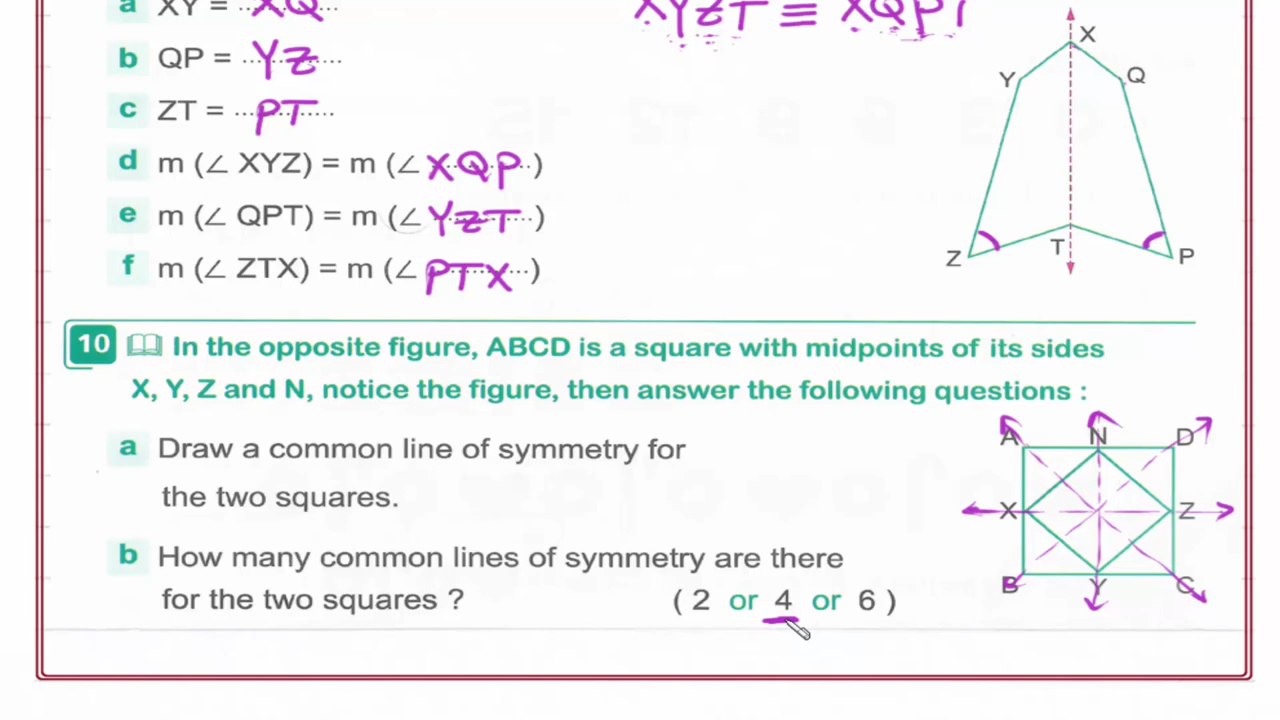 a XY = XQ
XYZT ≡ XQPT
b QP = YZ
c ZT = PT
d m (∠ XYZ) = m (∠ XQP)
e m (∠ QPT) = m (∠ YZT)
f m (∠ ZTX) = m (∠ PTX)
X
Y
Q
Z
T
P
10 In the opposite figure, ABCD is a square with midpoints of its sides
X, Y, Z and N, notice the figure, then answer the following questions :
a Draw a common line of symmetry for
the two squares.
b How many common lines of symmetry are there
for the two squares ? ( 2 or 4 or 6 )
A N D
X Z
B Y C